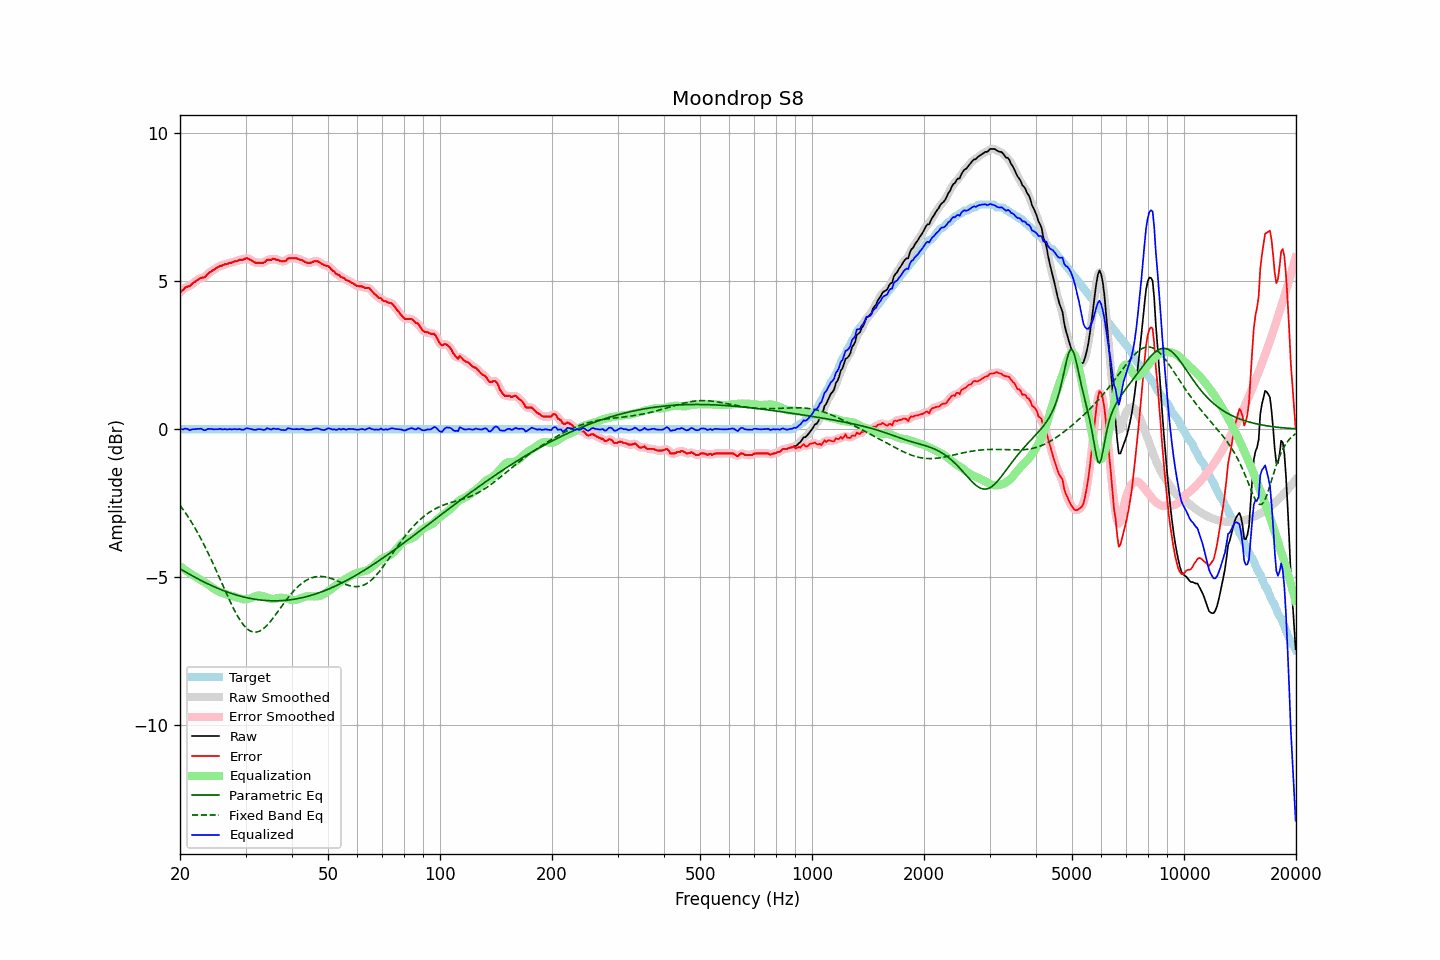 Moondrop S8
Amplitude (dBr)
10
5
0
−5
−10
Target
Raw Smoothed
Error Smoothed
Raw
Error
Equalization
Parametric Eq
Fixed Band Eq
Equalized
20 50 100 200 500 1000 2000 5000 10000 20000
Frequency (Hz)